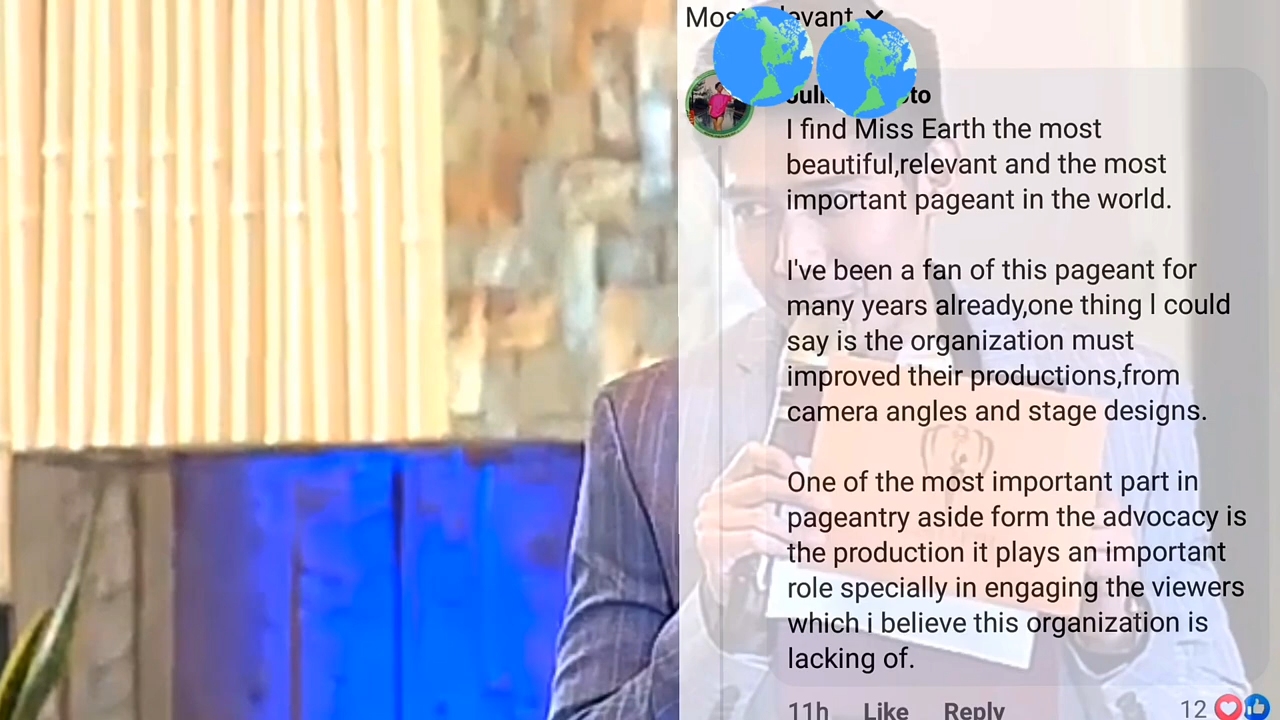 I find Miss Earth the most
beautiful,relevant and the most
important pageant in the world.
I've been a fan of this pageant for
many years already,one thing I could
say is the organization must
improved their productions,from
camera angles and stage designs.
One of the most important part in
pageantry aside form the advocacy is
the production it plays an important
role specially in engaging the viewers
which i believe this organization is
lacking of.
11h Like Reply 12